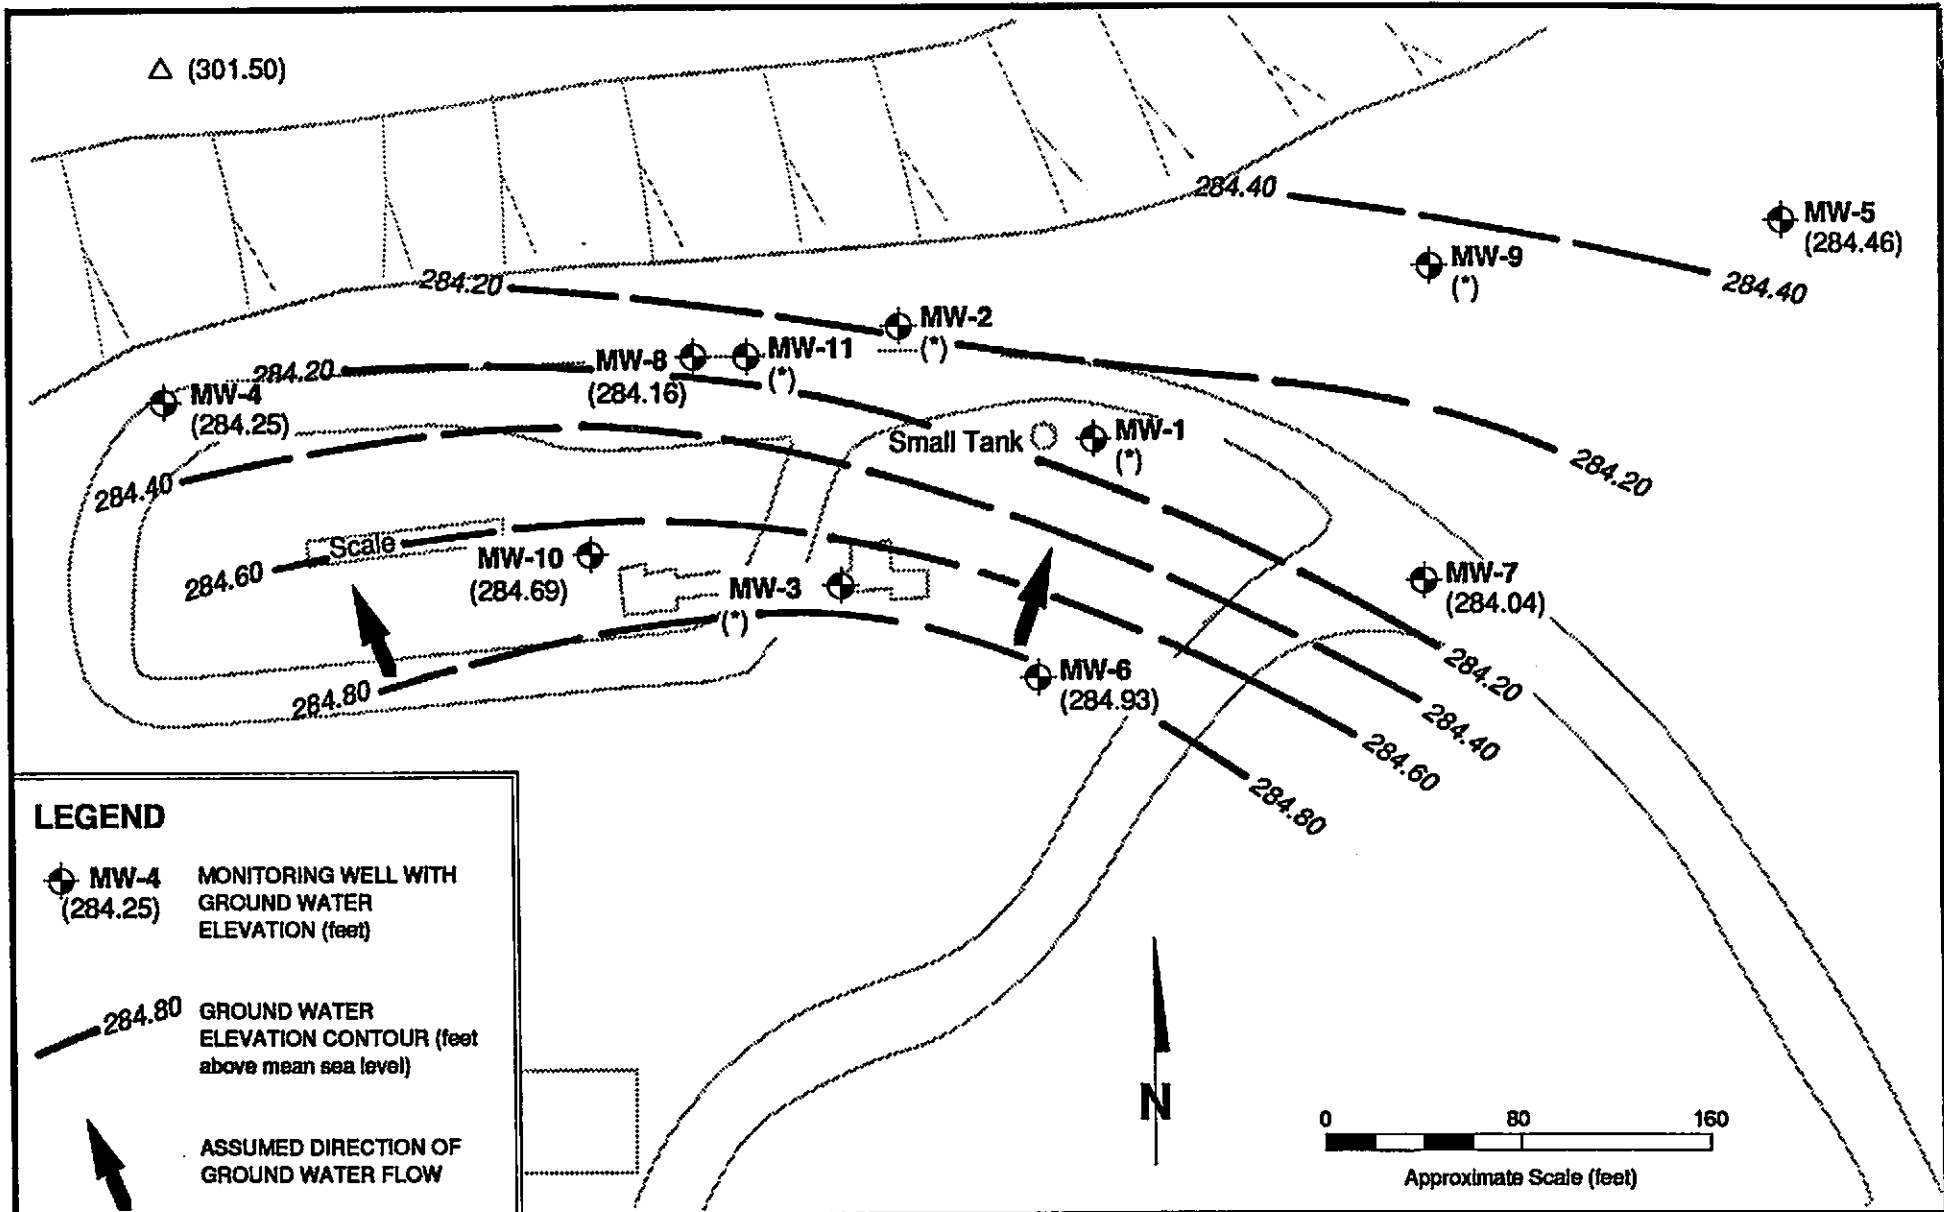 △ (301.50)
284.40
MW-5
(284.46)
MW-9
(*)
284.40
284.20
MW-2
(*)
MW-11
(*)
MW-8
(284.16)
284.20
MW-4
(284.25)
Small Tank
MW-1
(*)
284.20
284.40
Scale
284.60
MW-10
(284.69)
MW-3
(*)
MW-7
(284.04)
284.20
MW-6
(284.93)
284.80
284.40
284.60
284.80
LEGEND
MW-4
(284.25)
MONITORING WELL WITH
GROUND WATER
ELEVATION (feet)
284.80
GROUND WATER
ELEVATION CONTOUR (feet
above mean sea level)
ASSUMED DIRECTION OF
GROUND WATER FLOW
N
0 80 160
Approximate Scale (feet)